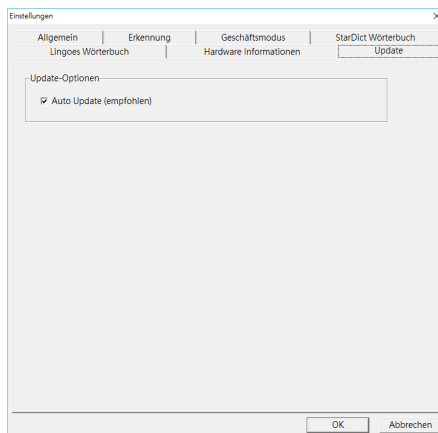 Einstellungen
Allgemein Erkennung Geschäftsmodus StarDict Wörterbuch
Lingoes Wörterbuch Hardware Informationen Update
Update-Optionen
Auto Update (empfohlen)
OK Abbrechen